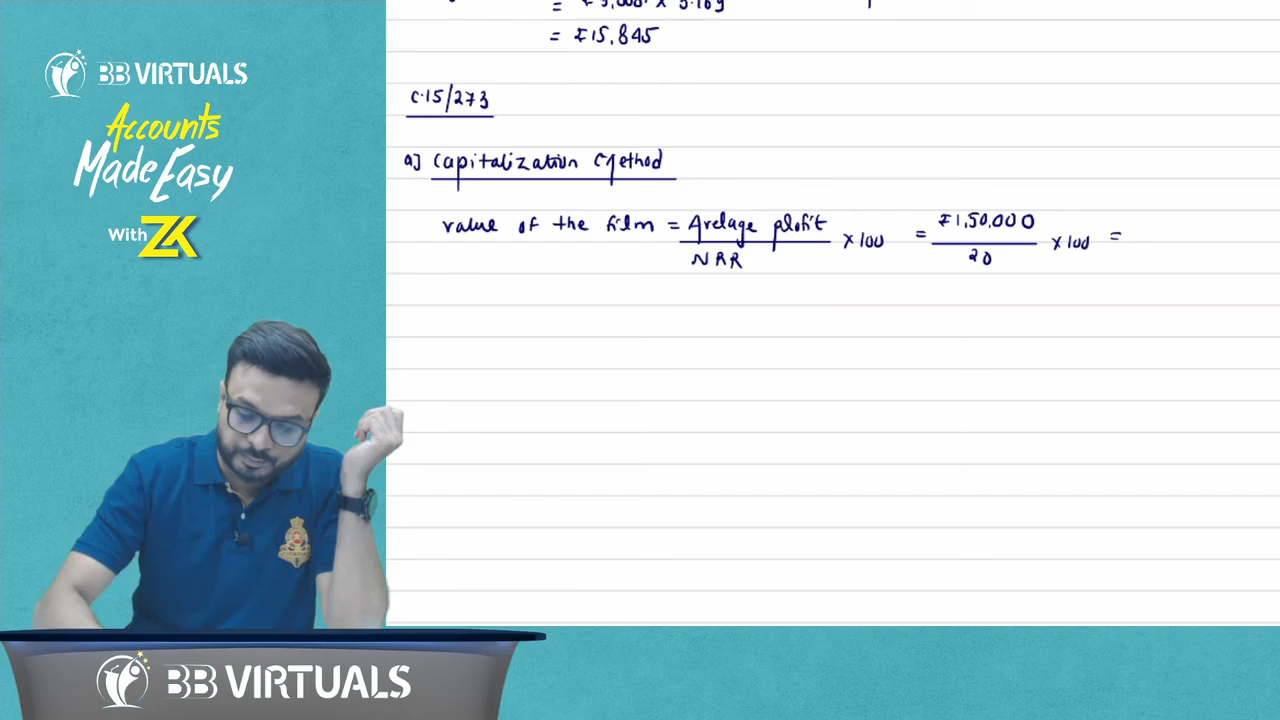 BB VIRTUALS
Accounts
Made Easy
With ZK
= ₹15,845
C.15/273
a] Capitalization Method
Value of the film = Average profit / NRR × 100 = ₹1,50,000 / 20 × 100 =
BB VIRTUALS